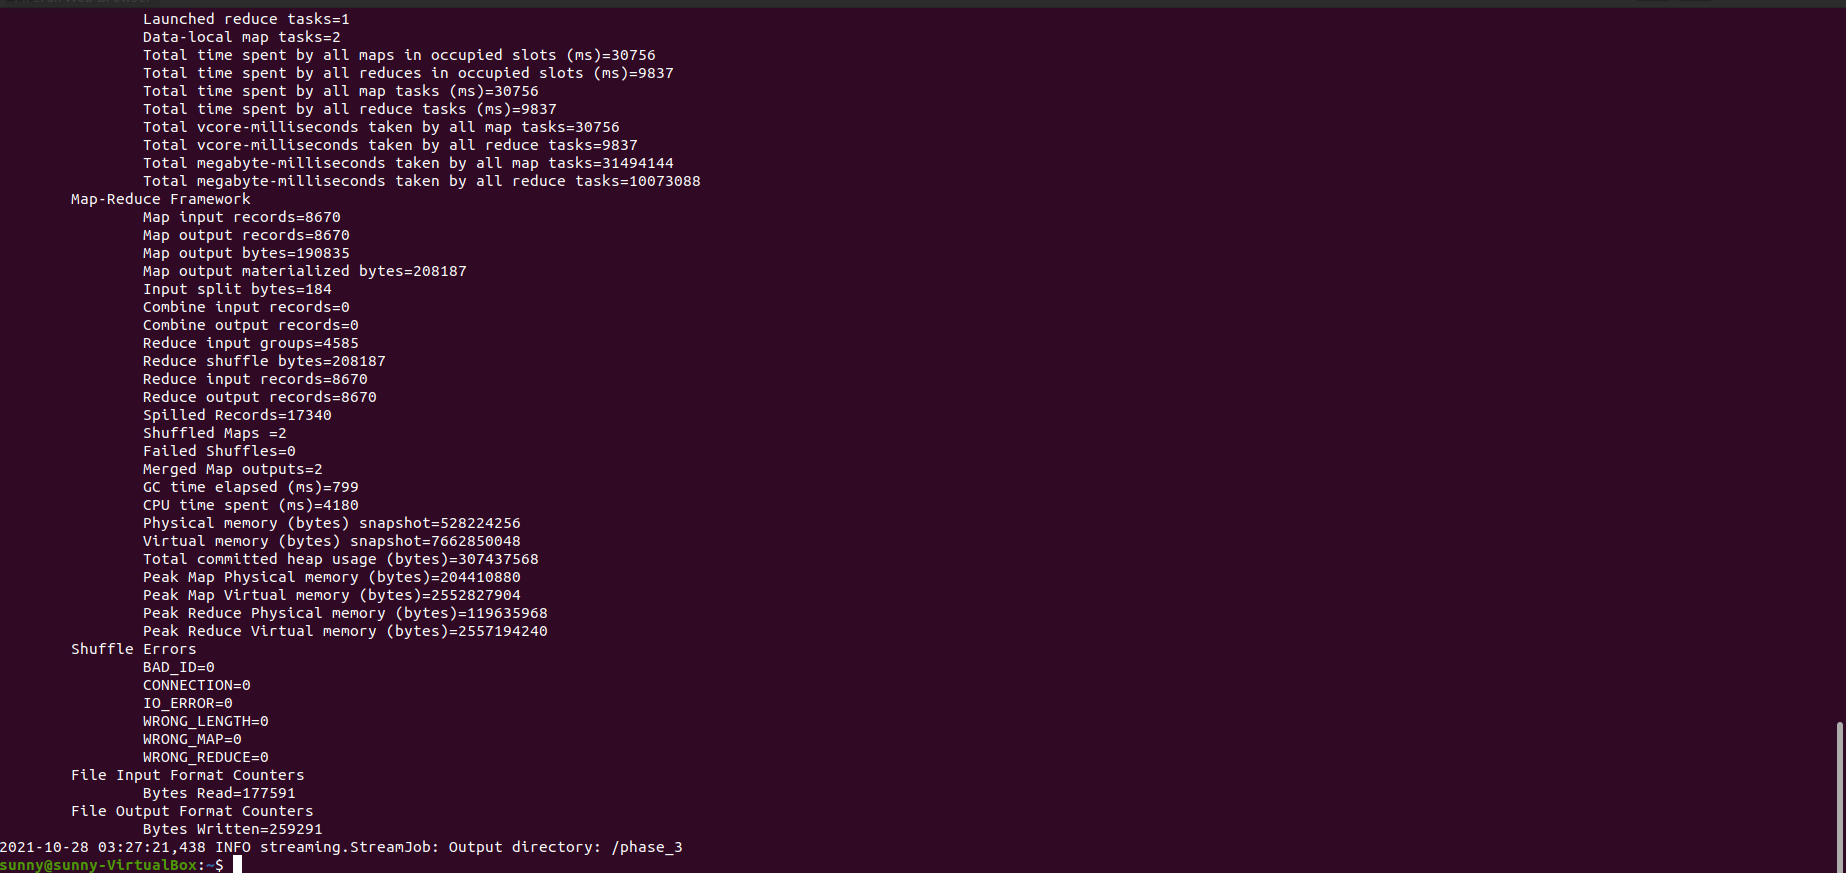 Launched reduce tasks=1
Data-local map tasks=2
Total time spent by all maps in occupied slots (ms)=30756
Total time spent by all reduces in occupied slots (ms)=9837
Total time spent by all map tasks (ms)=30756
Total time spent by all reduce tasks (ms)=9837
Total vcore-milliseconds taken by all map tasks=30756
Total vcore-milliseconds taken by all reduce tasks=9837
Total megabyte-milliseconds taken by all map tasks=31494144
Total megabyte-milliseconds taken by all reduce tasks=10073088
Map-Reduce Framework
Map input records=8670
Map output records=8670
Map output bytes=190835
Map output materialized bytes=208187
Input split bytes=184
Combine input records=0
Combine output records=0
Reduce input groups=4585
Reduce shuffle bytes=208187
Reduce input records=8670
Reduce output records=8670
Spilled Records=17340
Shuffled Maps =2
Failed Shuffles=0
Merged Map outputs=2
GC time elapsed (ms)=799
CPU time spent (ms)=4180
Physical memory (bytes) snapshot=528224256
Virtual memory (bytes) snapshot=7662850048
Total committed heap usage (bytes)=307437568
Peak Map Physical memory (bytes)=204410880
Peak Map Virtual memory (bytes)=2552827904
Peak Reduce Physical memory (bytes)=119635968
Peak Reduce Virtual memory (bytes)=2557194240
Shuffle Errors
BAD_ID=0
CONNECTION=0
IO_ERROR=0
WRONG_LENGTH=0
WRONG_MAP=0
WRONG_REDUCE=0
File Input Format Counters
Bytes Read=177591
File Output Format Counters
Bytes Written=259291
2021-10-28 03:27:21,438 INFO streaming.StreamJob: Output directory: /phase_3
sunny@sunny-VirtualBox:~$